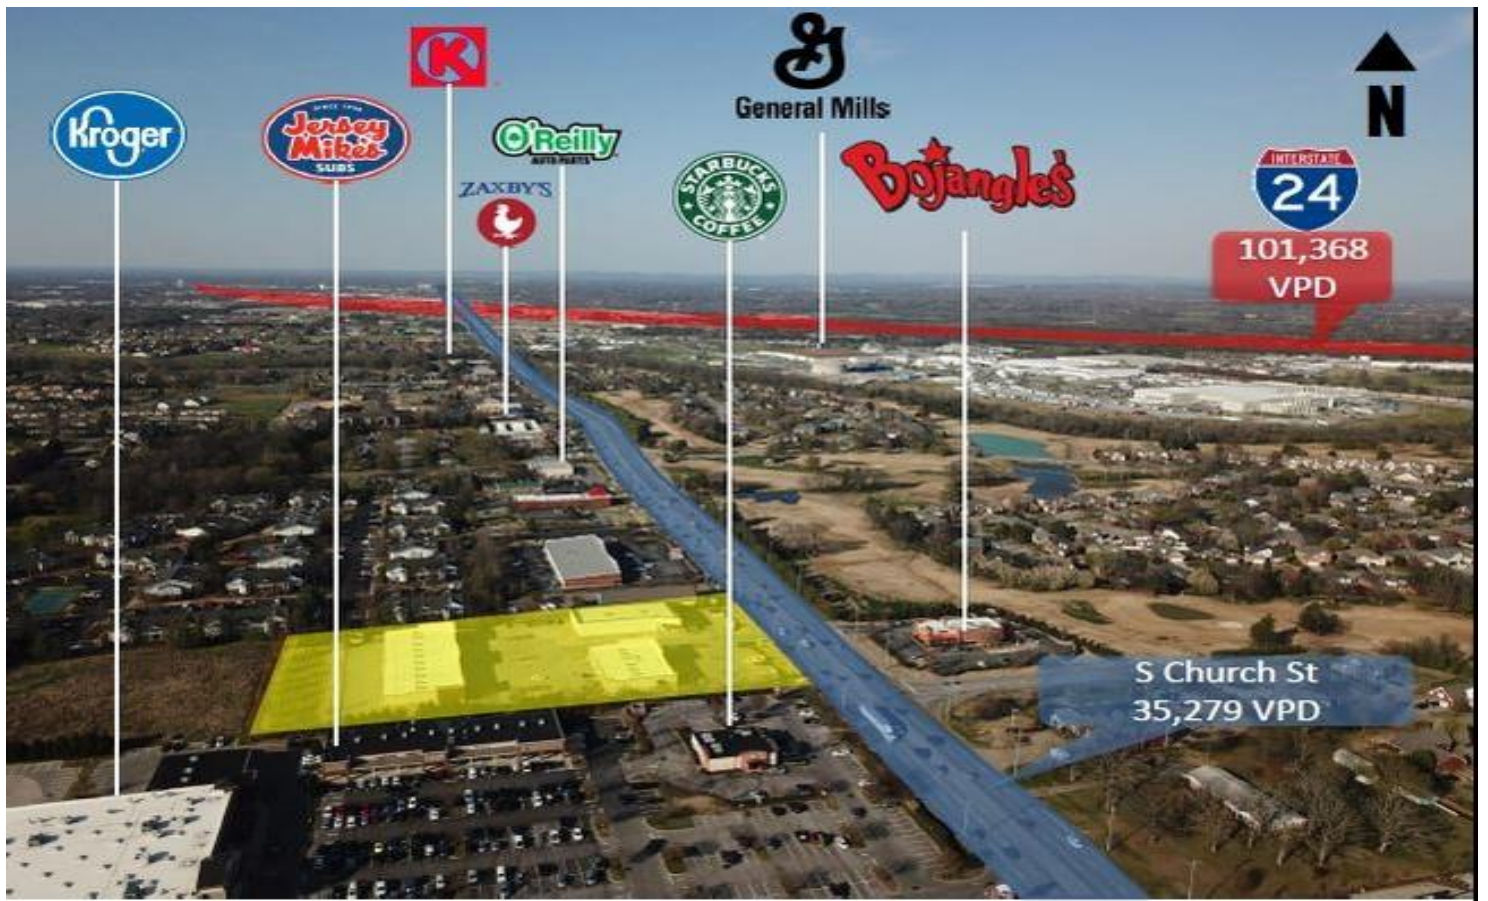 K
General Mills
N
Kroger
SINCE 1956
Jersey
Mike's
SUBS
O'Reilly
AUTO PARTS
ZAXBY'S
STARBUCKS
COFFEE
Bojangles'
INTERSTATE
24
101,368
VPD
S Church St
35,279 VPD